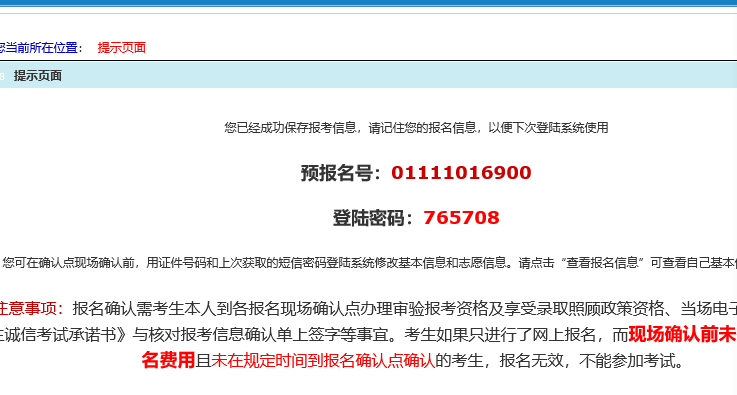 您当前所在位置： 提示页面
提示页面
您已经成功保存报考信息，请记住您的报名信息，以便下次登陆系统使用
预报名号：01111016900
登陆密码：765708
您可在确认点现场确认前，用证件号码和上次获取的短信密码登陆系统修改基本信息和志愿信息。请点击“查看报名信息”可查看自己基本
注意事项：报名确认需考生本人到各报名现场确认点办理审验报考资格及享受录取照顾政策资格、当场电子
诚信考试承诺书》与核对报考信息确认单上签字等事宜。考生如果只进行了网上报名，而现场确认前未
名费用且未在规定时间到报名确认点确认的考生，报名无效，不能参加考试。